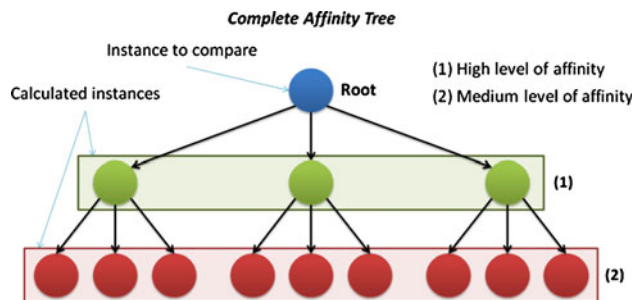 Complete Affinity Tree
Instance to compare
Root
(1) High level of affinity
(2) Medium level of affinity
Calculated instances
(1)
(2)